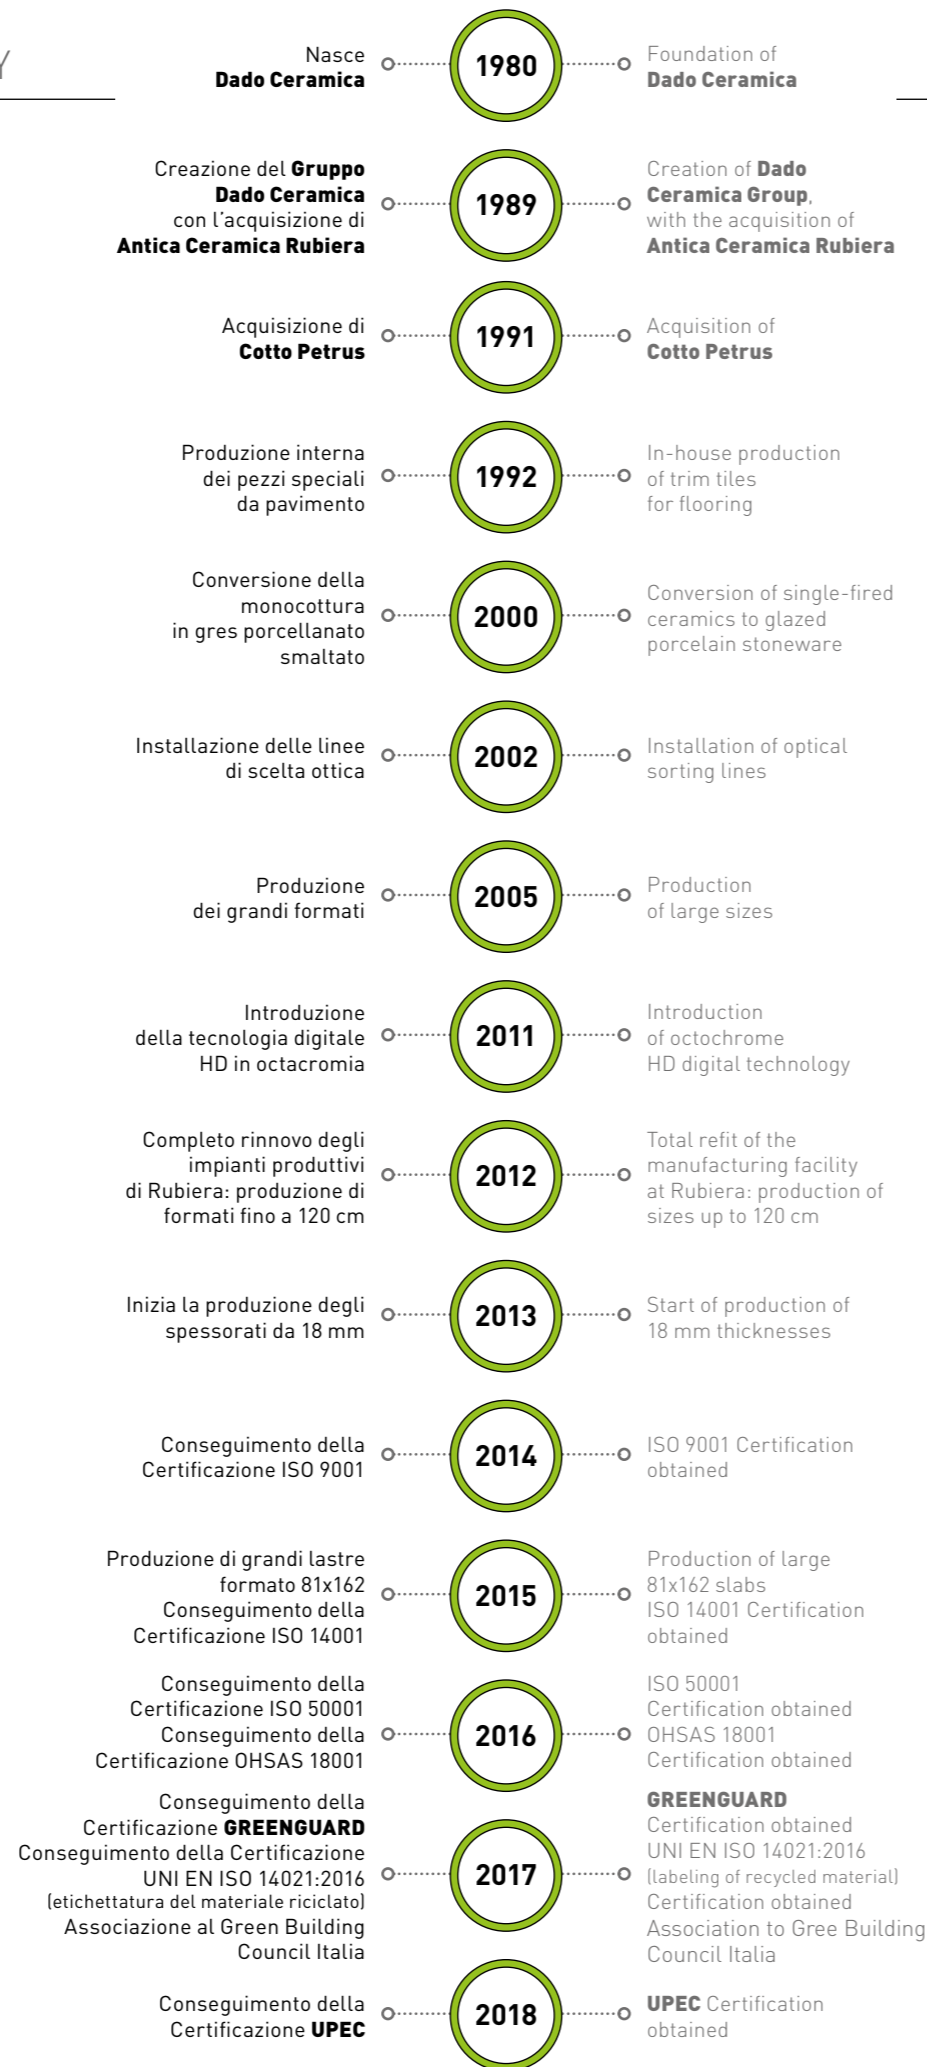 Y
Nasce
Dado Ceramica
1980
Foundation of
Dado Ceramica
Creazione del Gruppo
Dado Ceramica
con l'acquisizione di
Antica Ceramica Rubiera
1989
Creation of Dado
Ceramica Group,
with the acquisition of
Antica Ceramica Rubiera
Acquisizione di
Cotto Petrus
1991
Acquisition of
Cotto Petrus
Produzione interna
dei pezzi speciali
da pavimento
1992
In-house production
of trim tiles
for flooring
Conversione della
monocottura
in gres porcellanato
smaltato
2000
Conversion of single-fired
ceramics to glazed
porcelain stoneware
Installazione delle linee
di scelta ottica
2002
Installation of optical
sorting lines
Produzione
dei grandi formati
2005
Production
of large sizes
Introduzione
della tecnologia digitale
HD in octacromia
2011
Introduction
of octochrome
HD digital technology
Completo rinnovo degli
impianti produttivi
di Rubiera: produzione di
formati fino a 120 cm
2012
Total refit of the
manufacturing facility
at Rubiera: production of
sizes up to 120 cm
Inizia la produzione degli
spessorati da 18 mm
2013
Start of production of
18 mm thicknesses
Conseguimento della
Certificazione ISO 9001
2014
ISO 9001 Certification
obtained
Produzione di grandi lastre
formato 81x162
Conseguimento della
Certificazione ISO 14001
2015
Production of large
81x162 slabs
ISO 14001 Certification
obtained
Conseguimento della
Certificazione ISO 50001
Conseguimento della
Certificazione OHSAS 18001
2016
ISO 50001
Certification obtained
OHSAS 18001
Certification obtained
Conseguimento della
Certificazione GREENGUARD
Conseguimento della Certificazione
UNI EN ISO 14021:2016
(etichettatura del materiale riciclato)
Associazione al Green Building
Council Italia
2017
GREENGUARD
Certification obtained
UNI EN ISO 14021:2016
(labeling of recycled material)
Certification obtained
Association to Gree Building
Council Italia
Conseguimento della
Certificazione UPEC
2018
UPEC Certification
obtained